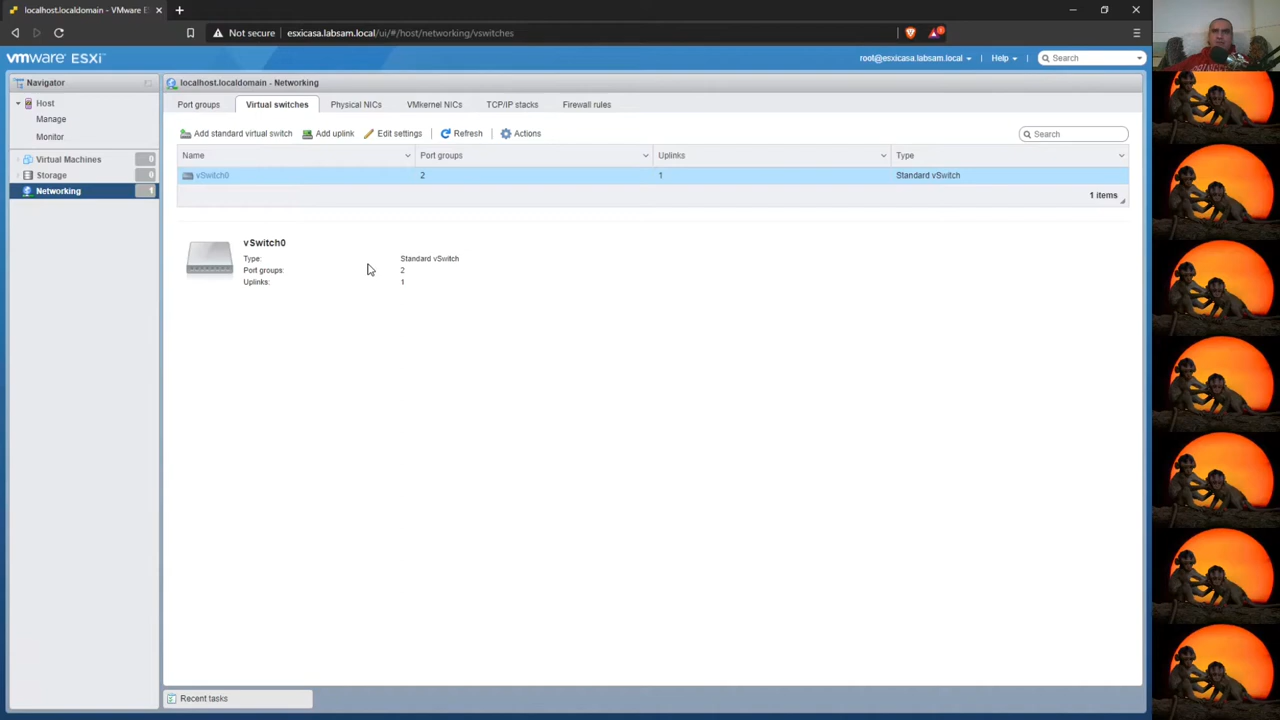 localhost.localdomain - VMware E
Not secure
esxicasa.labsam.local/ui/#/host/networking/vswitches
vmware ESXi
root@esxicasa.labsam.local
Help
Search
Navigator
Host
Manage
Monitor
Virtual Machines 0
Storage 0
Networking 1
localhost.localdomain - Networking
Port groups
Virtual switches
Physical NICs
VMkernel NICs
TCP/IP stacks
Firewall rules
Add standard virtual switch
Add uplink
Edit settings
Refresh
Actions
Search
Name Port groups Uplinks Type
vSwitch0 2 1 Standard vSwitch
1 items
vSwitch0
Type: Standard vSwitch
Port groups: 2
Uplinks: 1
Recent tasks